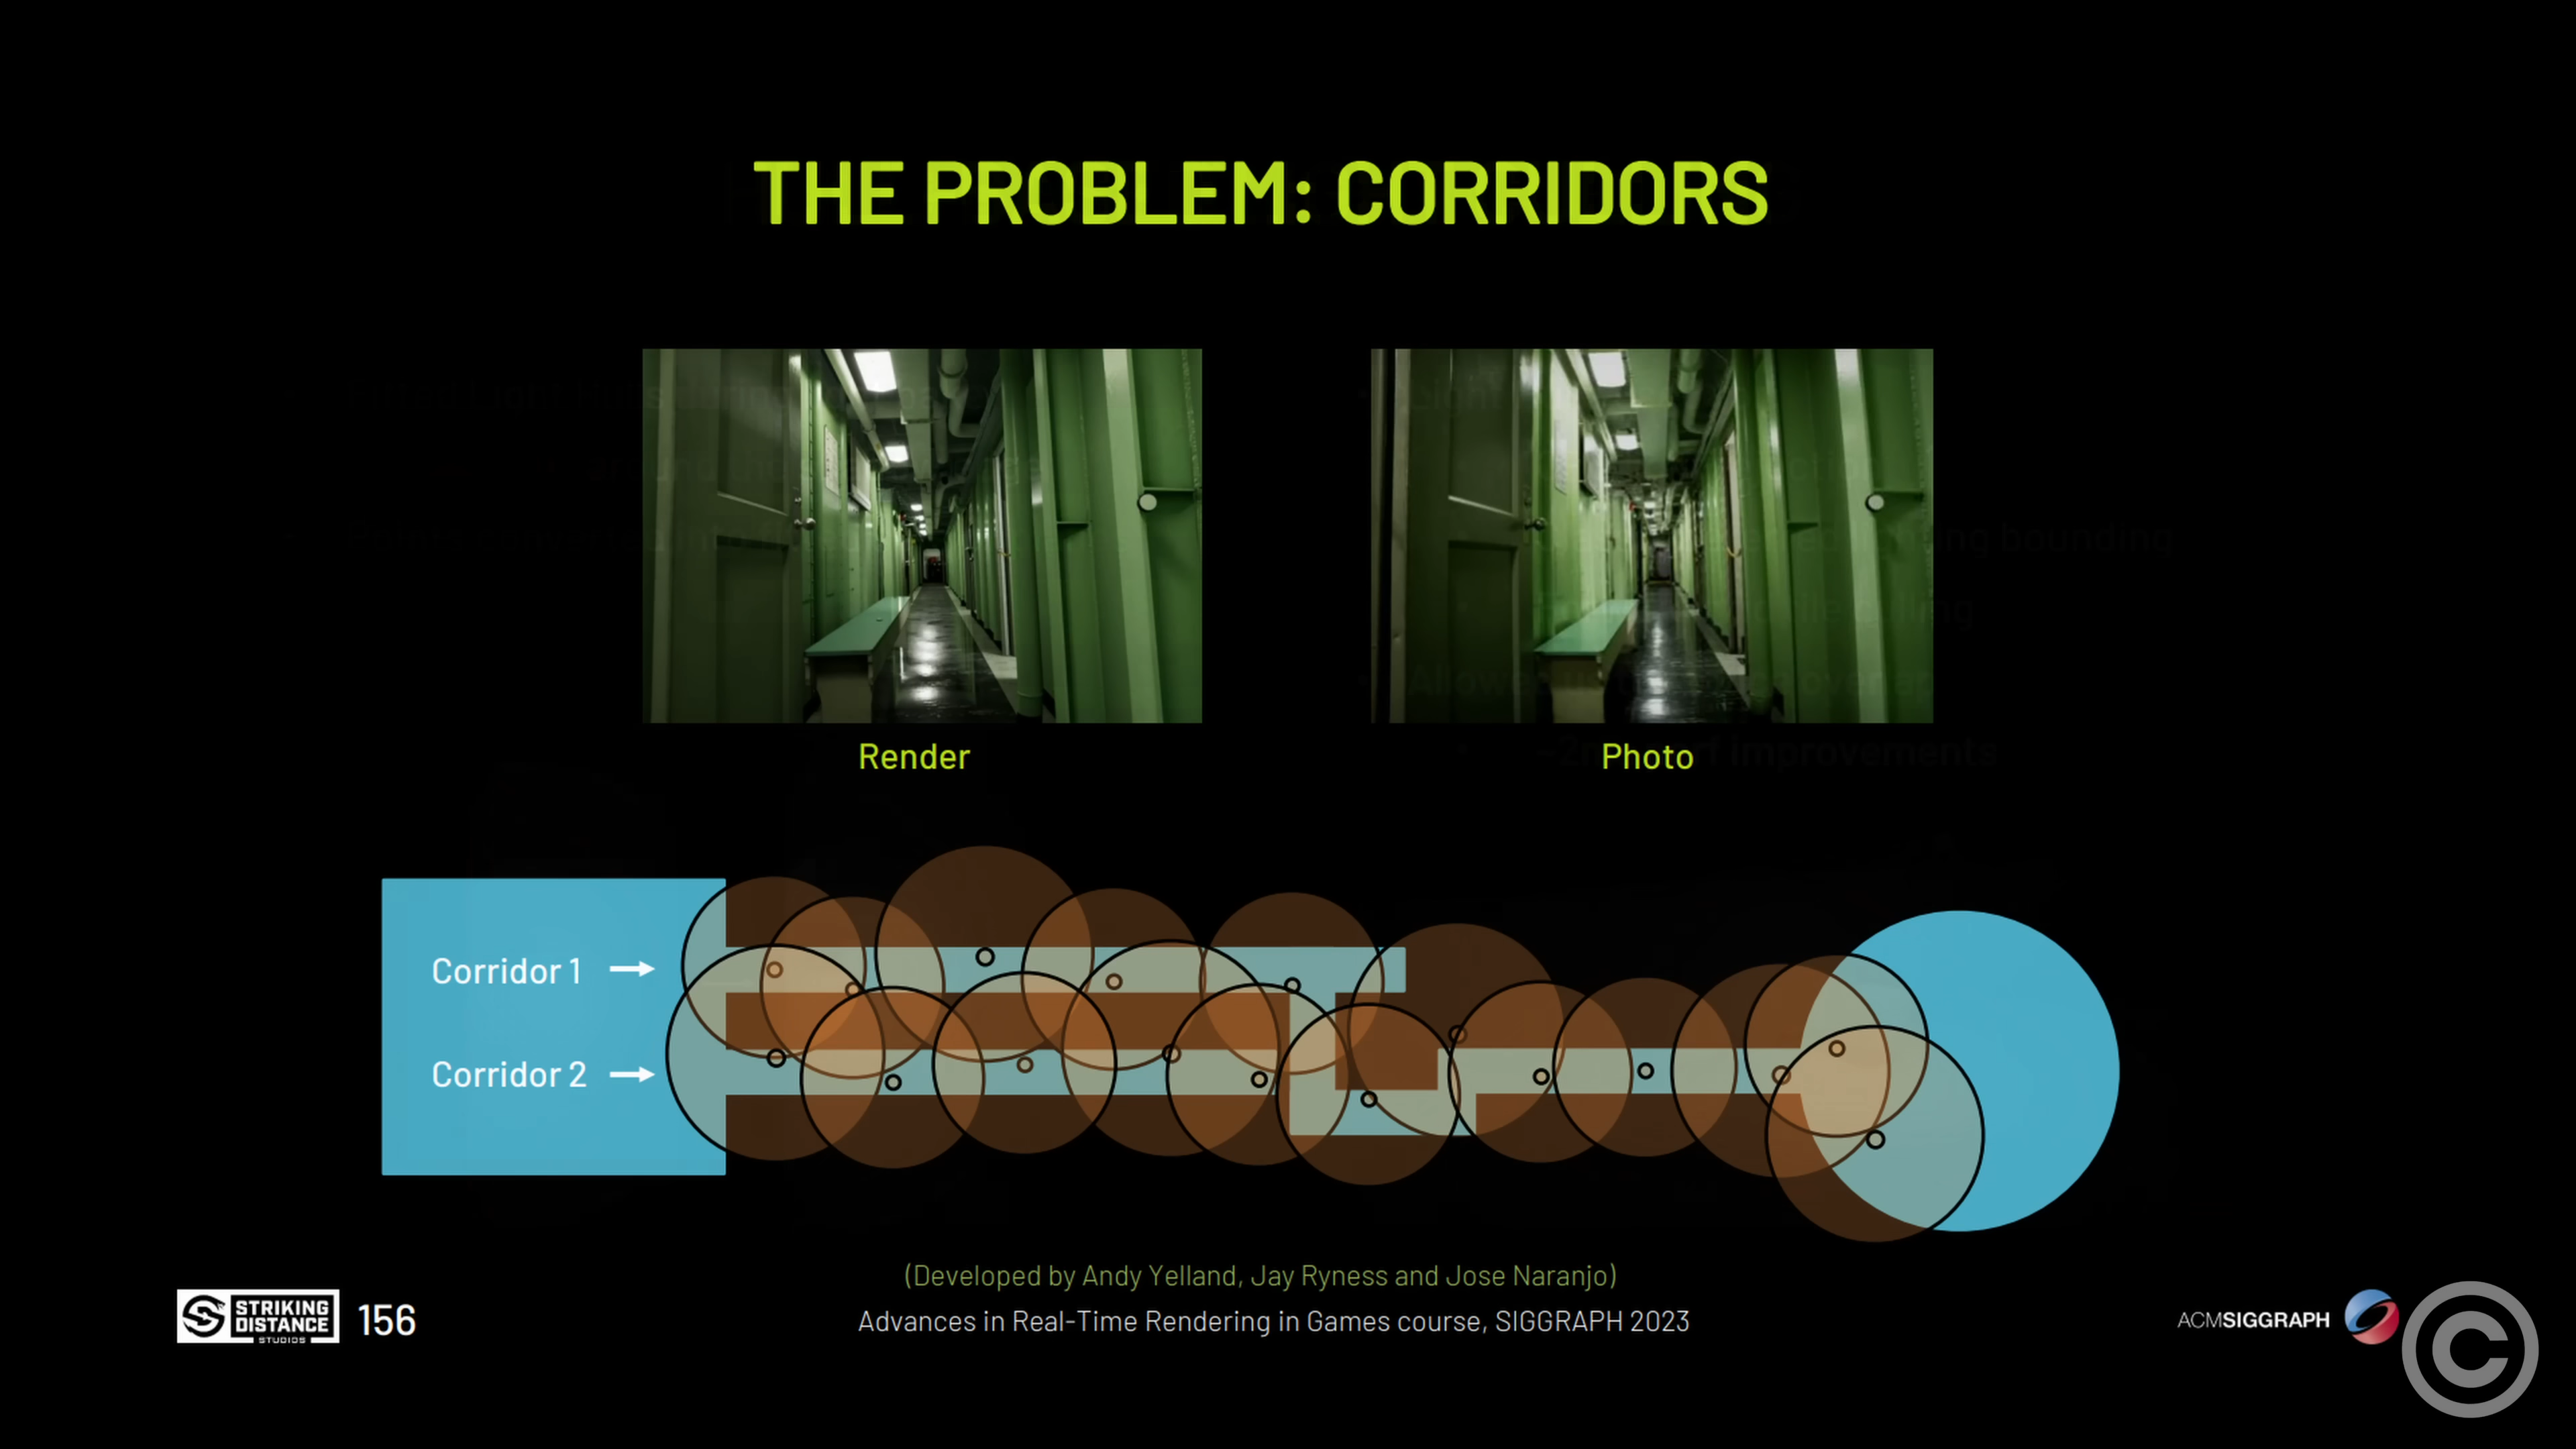 THE PROBLEM: CORRIDORS
Render
Photo
Corridor 1
Corridor 2
(Developed by Andy Yelland, Jay Ryness and Jose Naranjo)
Advances in Real-Time Rendering in Games course, SIGGRAPH 2023
STRIKING
DISTANCE
STUDIOS
156
ACMSIGGRAPH
©